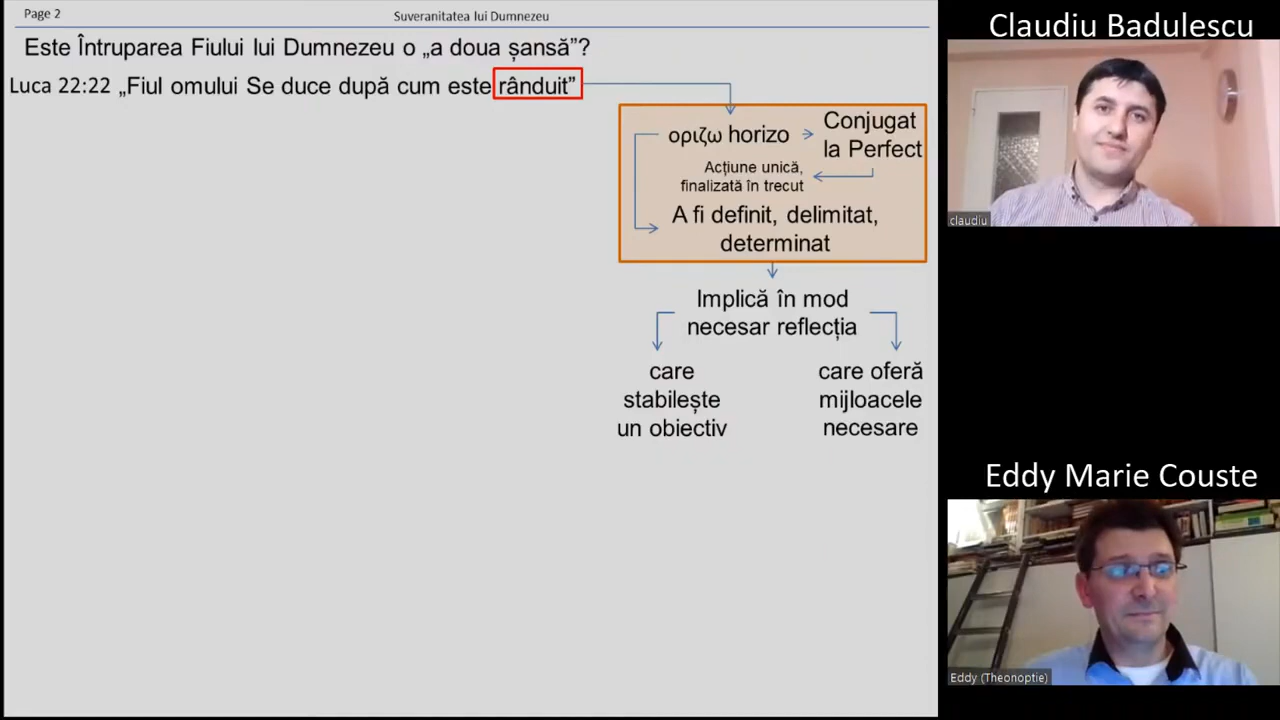 Page 2
Suveranitatea lui Dumnezeu
Este Întruparea Fiului lui Dumnezeu o „a doua șansă”?
Luca 22:22 „Fiul omului Se duce după cum este rânduit”
οριζω horizo
Conjugat
la Perfect
Acțiune unică,
finalizată în trecut
A fi definit, delimitat,
determinat
Implică în mod
necesar reflecția
care
stabilește
un obiectiv
care oferă
mijloacele
necesare
Claudiu Badulescu
claudiu
Eddy Marie Couste
Eddy (Theonoptie)